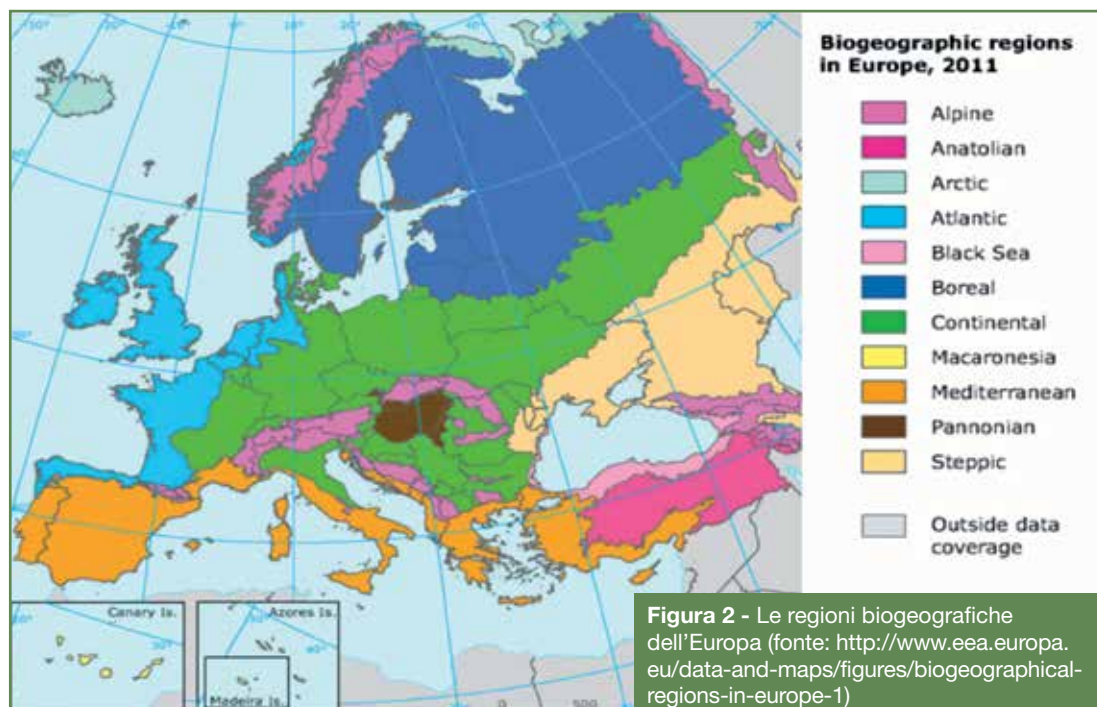 Biogeographic regions
in Europe, 2011
Alpine
Anatolian
Arctic
Atlantic
Black Sea
Boreal
Continental
Macaronesia
Mediterranean
Pannonian
Steppic
Outside data
coverage
Canary Is.
Azores Is.
Madeira Is.
0 500
Figura 2 - Le regioni biogeografiche
dell'Europa (fonte: http://www.eea.europa.
eu/data-and-maps/figures/biogeographical-
regions-in-europe-1)